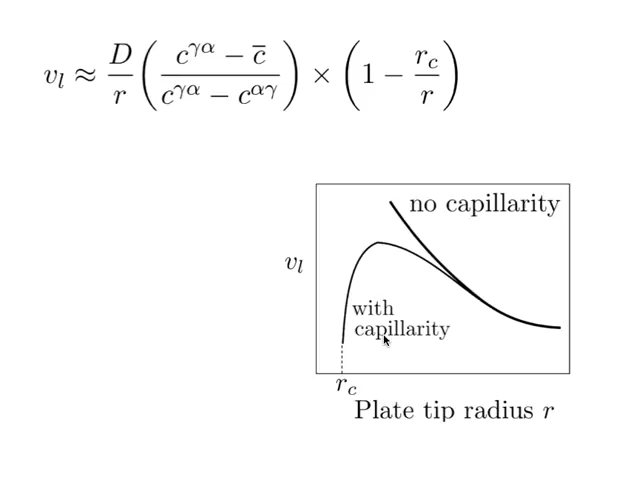 v_l ≈ D/r ( (c^{γα} − c̅) / (c^{γα} − c^{αγ}) ) × ( 1 − r_c/r )
no capillarity
v_l
with
capillarity
r_c
Plate tip radius r